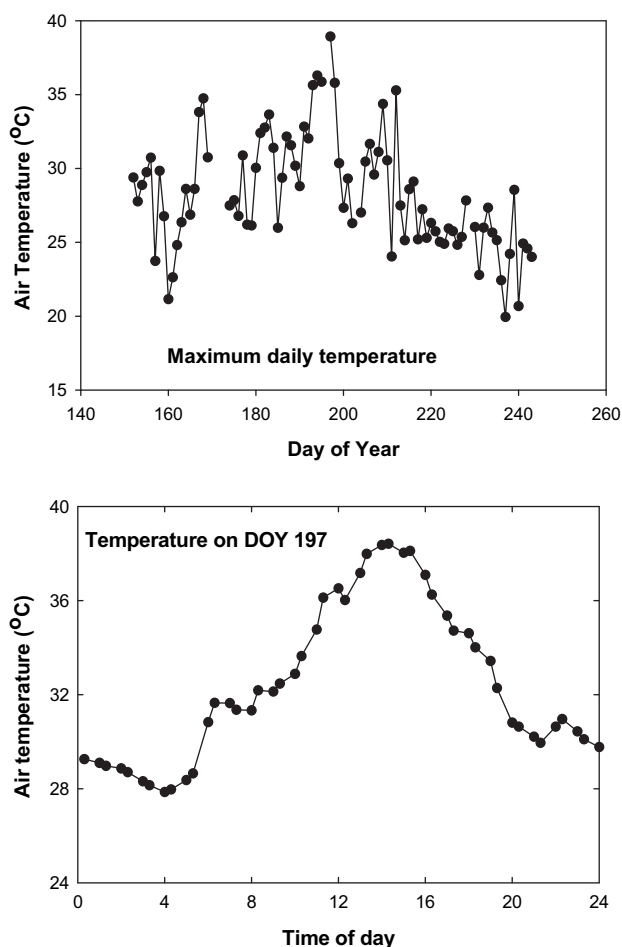 40
35
30
25
20
15
Air Temperature (ºC)
Maximum daily temperature
140 160 180 200 220 240 260
Day of Year
40
36
32
28
24
Air temperature (ºC)
Temperature on DOY 197
0 4 8 12 16 20 24
Time of day